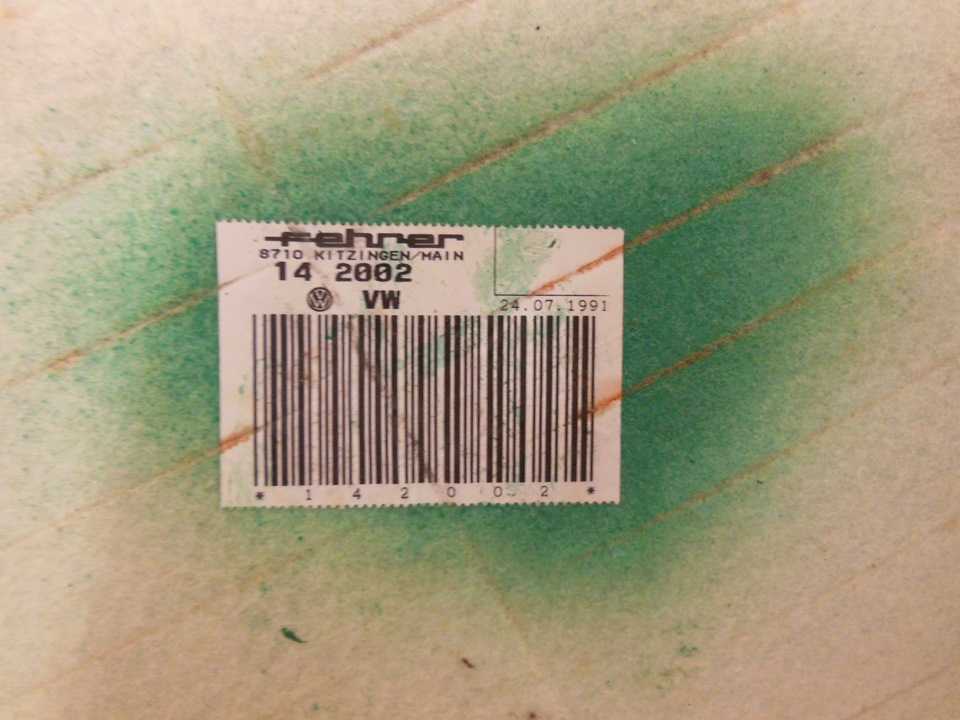 fehrer
8710 KITZINGEN/MAIN
14 2002
VW
24.07.1991
* 1 4 2 0 0 2 *